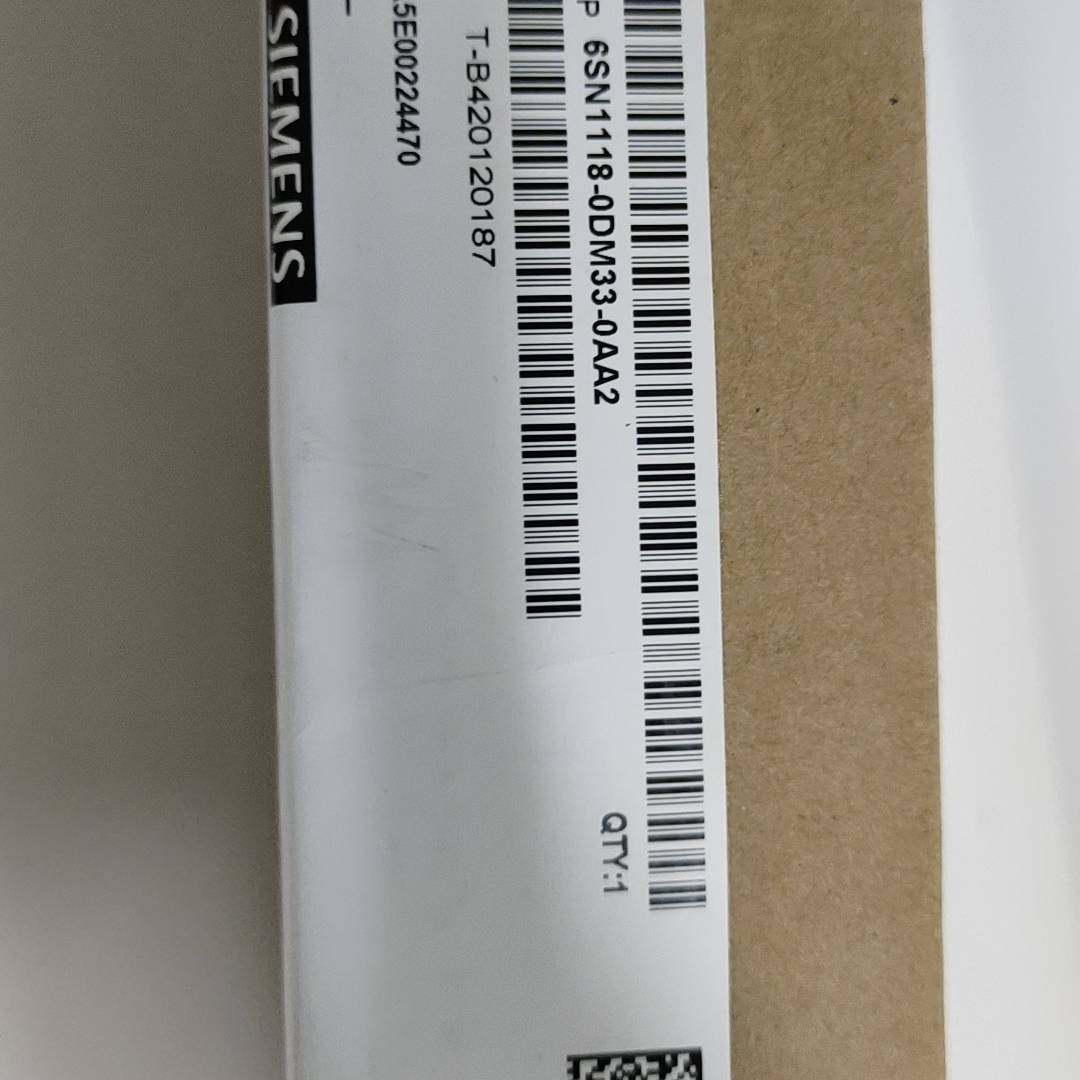 P 6SN1118-0DM33-0AA2
QTY:1
T-B420120187
5E00224470
SIEMENS